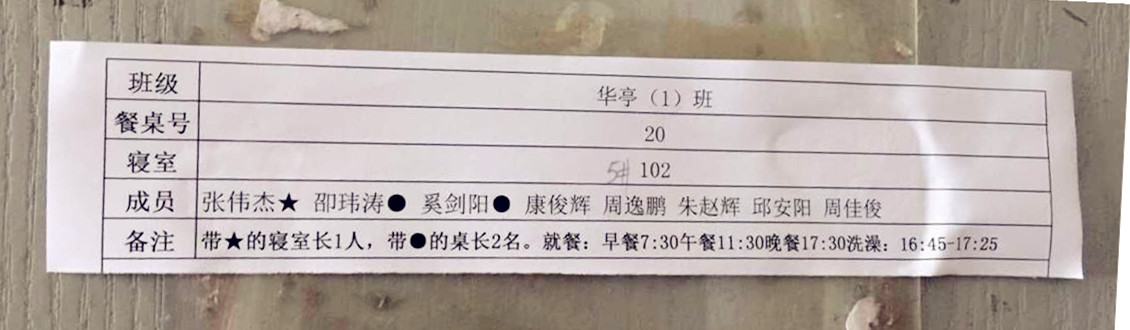 班级 华亭（1）班
餐桌号 20
寝室 5# 102
成员 张伟杰★ 邵玮涛● 奚剑阳● 康俊辉 周逸鹏 朱赵辉 邱安阳 周佳俊
备注 带★的寝室长1人，带●的桌长2名。就餐：早餐7:30午餐11:30晚餐17:30洗澡：16:45-17:25